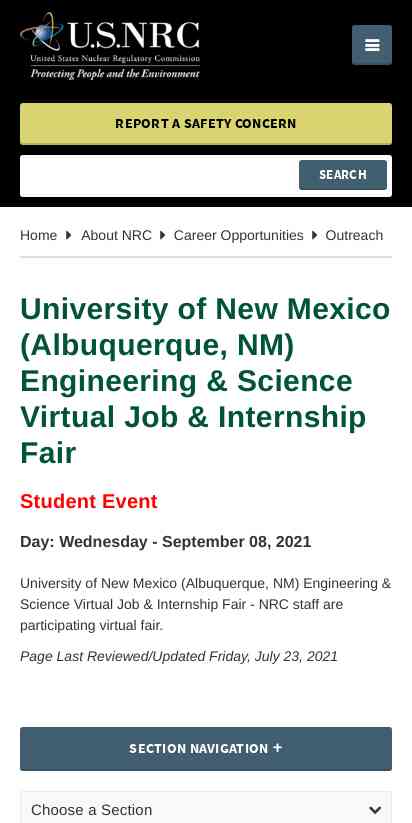 U.S.NRC
United States Nuclear Regulatory Commission
Protecting People and the Environment
REPORT A SAFETY CONCERN
SEARCH
Home About NRC Career Opportunities Outreach
University of New Mexico
(Albuquerque, NM)
Engineering & Science
Virtual Job & Internship
Fair
Student Event
Day: Wednesday - September 08, 2021
University of New Mexico (Albuquerque, NM) Engineering &
Science Virtual Job & Internship Fair - NRC staff are
participating virtual fair.
Page Last Reviewed/Updated Friday, July 23, 2021
SECTION NAVIGATION +
Choose a Section